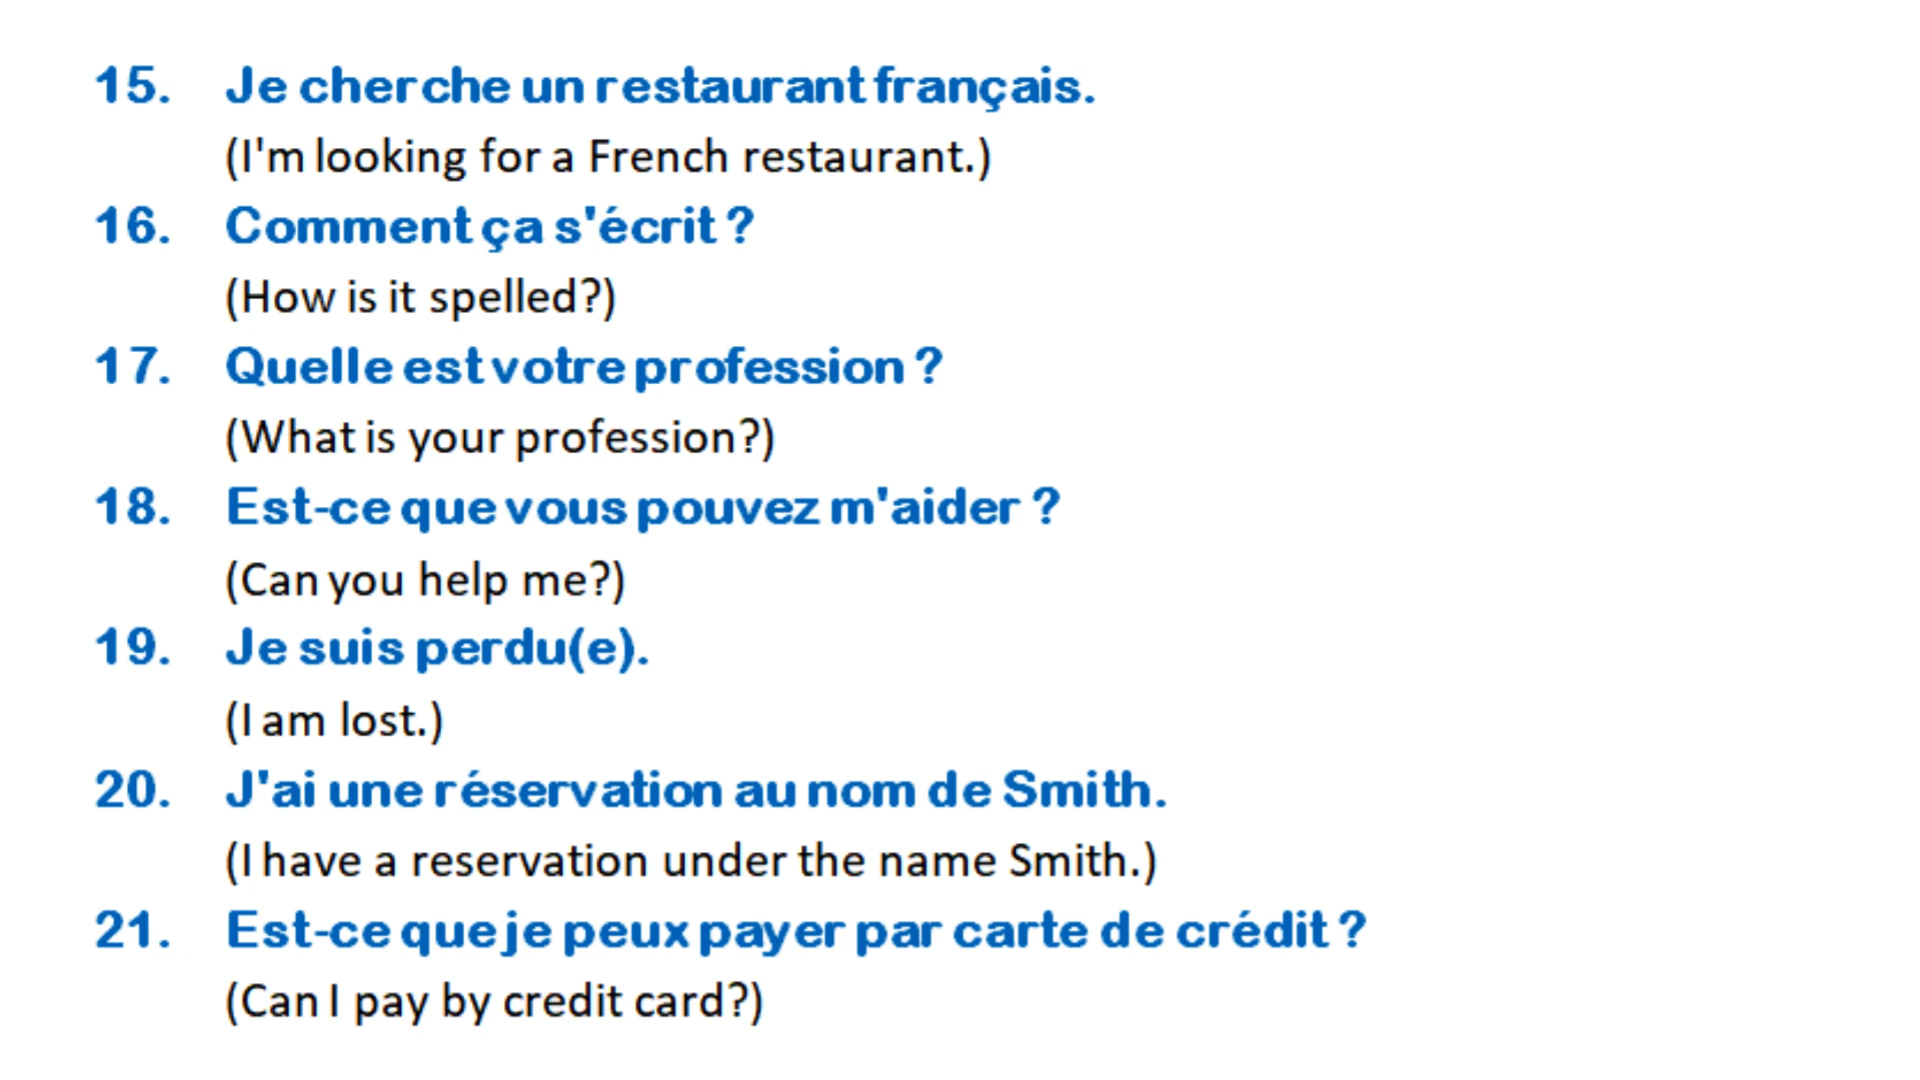 15. Je cherche un restaurant français.
(I'm looking for a French restaurant.)
16. Comment ça s'écrit ?
(How is it spelled?)
17. Quelle est votre profession ?
(What is your profession?)
18. Est-ce que vous pouvez m'aider ?
(Can you help me?)
19. Je suis perdu(e).
(I am lost.)
20. J'ai une réservation au nom de Smith.
(I have a reservation under the name Smith.)
21. Est-ce que je peux payer par carte de crédit ?
(Can I pay by credit card?)